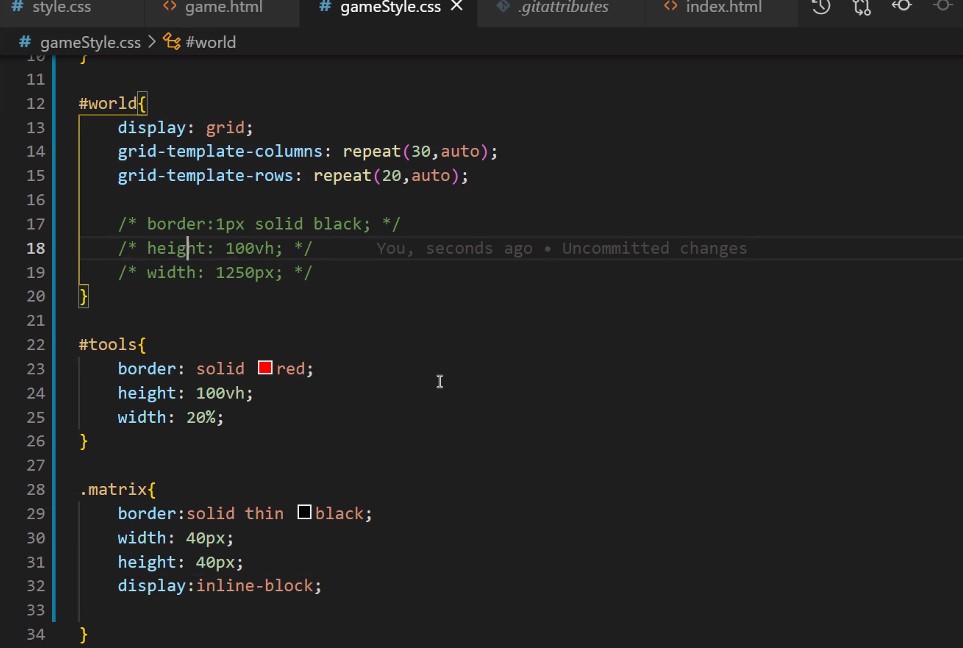 # style.css <> game.html # gameStyle.css × .gitattributes <> index.html
# gameStyle.css > #world
10 }
11
12 #world{
13 display: grid;
14 grid-template-columns: repeat(30,auto);
15 grid-template-rows: repeat(20,auto);
16
17 /* border:1px solid black; */
18 /* height: 100vh; */ You, seconds ago • Uncommitted changes
19 /* width: 1250px; */
20 }
21
22 #tools{
23 border: solid red;
24 height: 100vh;
25 width: 20%;
26 }
27
28 .matrix{
29 border:solid thin black;
30 width: 40px;
31 height: 40px;
32 display:inline-block;
33
34 }